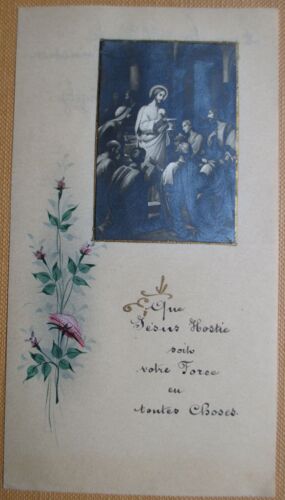 Que
Jésus Hostie
soit
votre Force
en
toutes Choses.